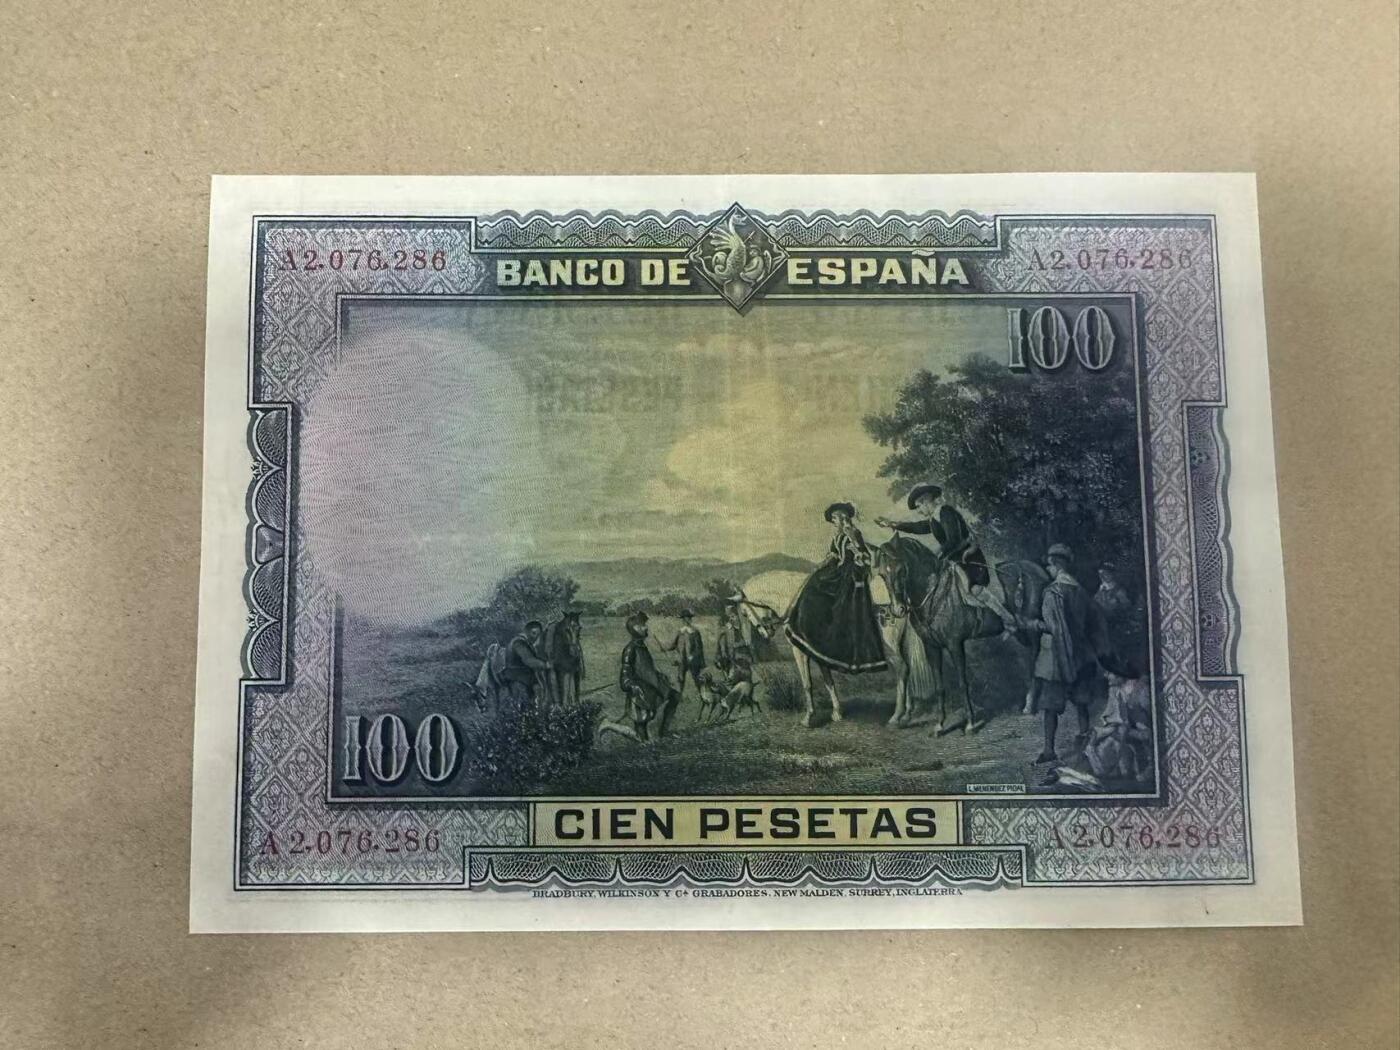 A2.076.286 BANCO DE ESPAÑA A2.076.286
100
100
L. MENENDEZ PIDAL
CIEN PESETAS
A2.076.286 A2.076.286
BRADBURY, WILKINSON Y Cª GRABADORES. NEW MALDEN. SURREY, INGLATERRA